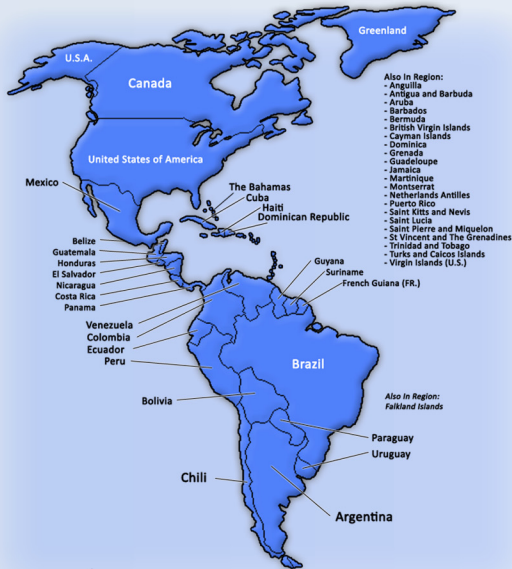 Greenland
U.S.A.
Canada
Also In Region:
- Anguilla
- Antigua and Barbuda
- Aruba
- Barbados
- Bermuda
- British Virgin Islands
- Cayman Islands
- Dominica
- Grenada
- Guadeloupe
- Jamaica
- Martinique
- Montserrat
- Netherlands Antilles
- Puerto Rico
- Saint Kitts and Nevis
- Saint Lucia
- Saint Pierre and Miquelon
- St Vincent and The Grenadines
- Trinidad and Tobago
- Turks and Caicos Islands
- Virgin Islands (U.S.)
United States of America
Mexico
The Bahamas
Cuba
Haiti
Dominican Republic
Belize
Guatemala
Honduras
El Salvador
Nicaragua
Costa Rica
Panama
Guyana
Suriname
French Guiana (FR.)
Venezuela
Colombia
Ecuador
Peru
Brazil
Bolivia
Also In Region:
Falkland Islands
Paraguay
Uruguay
Chili
Argentina